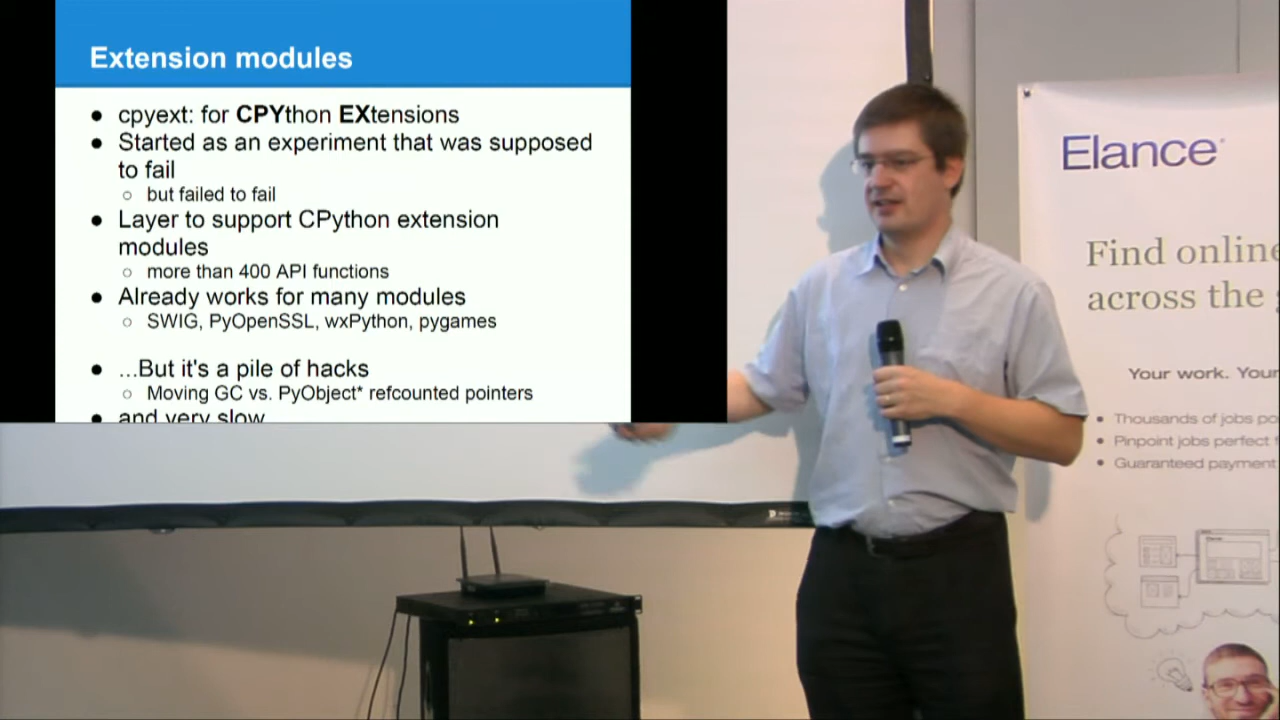 Extension modules
● cpyext: for CPYthon EXtensions
● Started as an experiment that was supposed
to fail
○ but failed to fail
● Layer to support CPython extension
modules
○ more than 400 API functions
● Already works for many modules
○ SWIG, PyOpenSSL, wxPython, pygames
● ...But it's a pile of hacks
○ Moving GC vs. PyObject* refcounted pointers
● and very slow
Elance
Find online
across the
Your work. Your
• Thousands of jobs po
• Pinpoint jobs perfect f
• Guaranteed payment